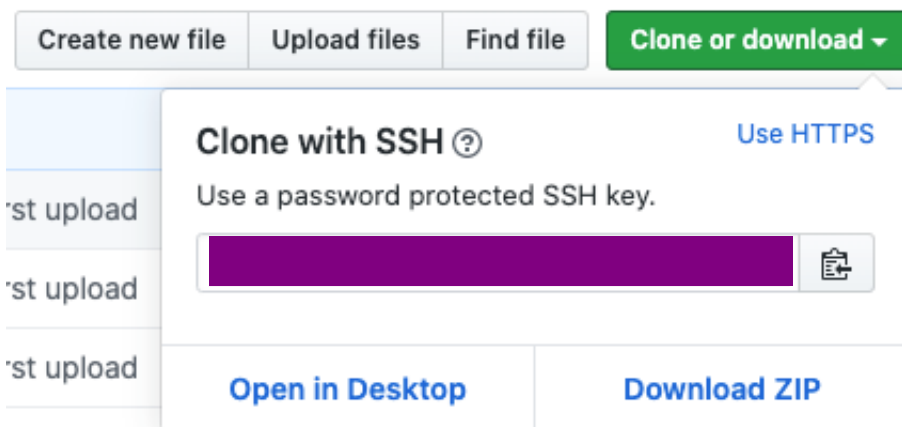 Create new file Upload files Find file Clone or download
Clone with SSH Use HTTPS
Use a password protected SSH key.
rst upload
rst upload
rst upload
Open in Desktop Download ZIP